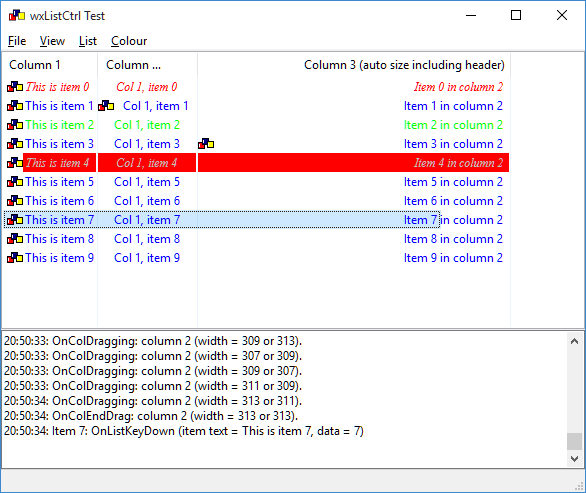 wxListCtrl Test
File View List Colour
Column 1 Column ... Column 3 (auto size including header)
This is item 0 Col 1, item 0 Item 0 in column 2
This is item 1 Col 1, item 1 Item 1 in column 2
This is item 2 Col 1, item 2 Item 2 in column 2
This is item 3 Col 1, item 3 Item 3 in column 2
This is item 4 Col 1, item 4 Item 4 in column 2
This is item 5 Col 1, item 5 Item 5 in column 2
This is item 6 Col 1, item 6 Item 6 in column 2
This is item 7 Col 1, item 7 Item 7 in column 2
This is item 8 Col 1, item 8 Item 8 in column 2
This is item 9 Col 1, item 9 Item 9 in column 2
20:50:33: OnColDragging: column 2 (width = 309 or 313).
20:50:33: OnColDragging: column 2 (width = 307 or 309).
20:50:33: OnColDragging: column 2 (width = 309 or 307).
20:50:33: OnColDragging: column 2 (width = 311 or 309).
20:50:34: OnColDragging: column 2 (width = 313 or 311).
20:50:34: OnColEndDrag: column 2 (width = 313 or 313).
20:50:34: Item 7: OnListKeyDown (item text = This is item 7, data = 7)